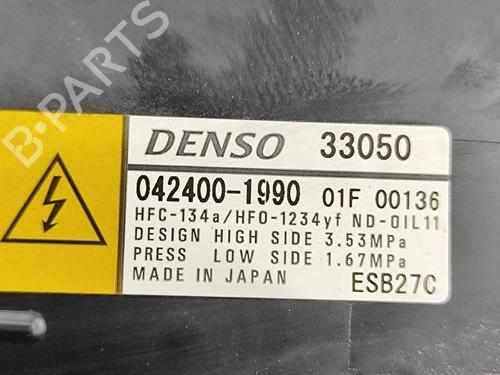 B-PARTS
DENSO 33050
042400-1990 01F 00136
HFC-134a/HFO-1234yf ND-OIL11
DESIGN HIGH SIDE 3.53MPa
PRESS LOW SIDE 1.67MPa
MADE IN JAPAN ESB27C